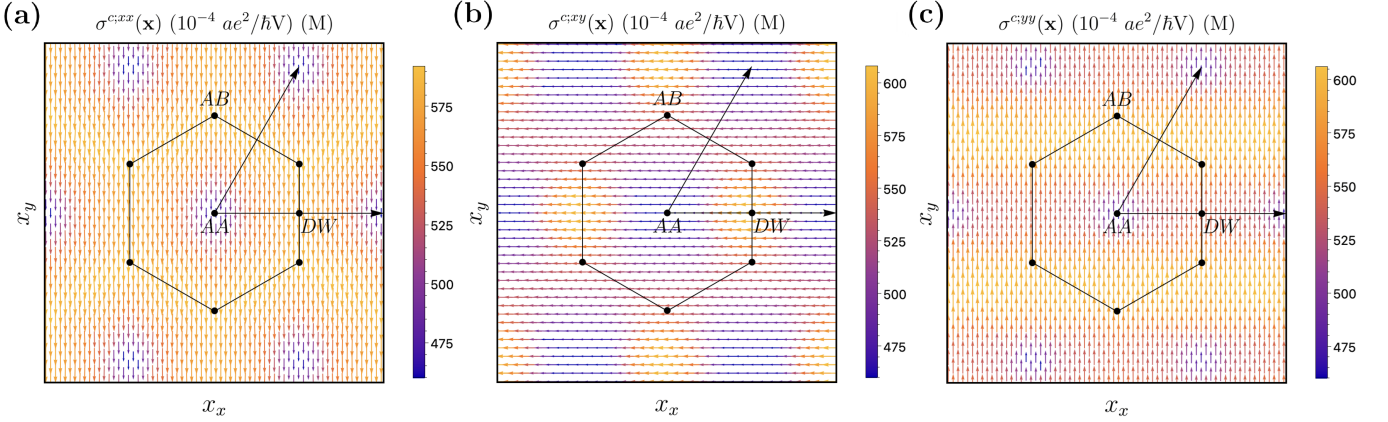 (a)
σ^{c;xx}(x) (10^{-4} ae^2/ħV) (M)
AB
AA
DW
x_y
x_x
575
550
525
500
475
(b)
σ^{c;xy}(x) (10^{-4} ae^2/ħV) (M)
AB
AA
DW
x_y
x_x
600
575
550
525
500
475
(c)
σ^{c;yy}(x) (10^{-4} ae^2/ħV) (M)
AB
AA
DW
x_y
x_x
600
575
550
525
500
475